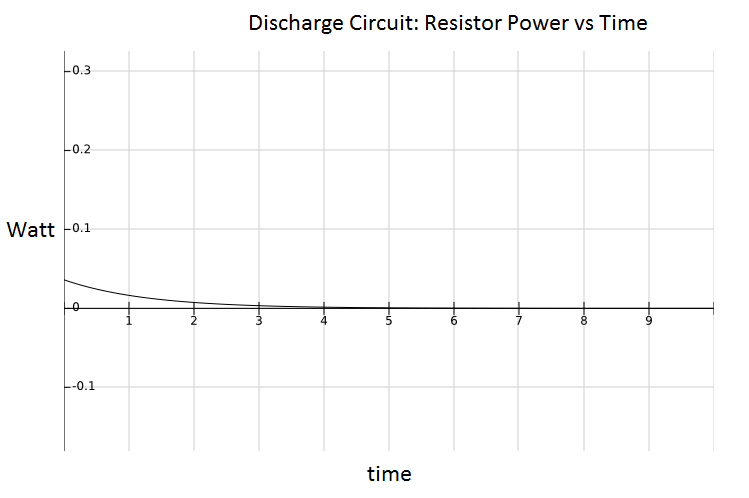 Discharge Circuit: Resistor Power vs Time
0.3
0.2
Watt 0.1
0
1 2 3 4 5 6 7 8 9
-0.1
time